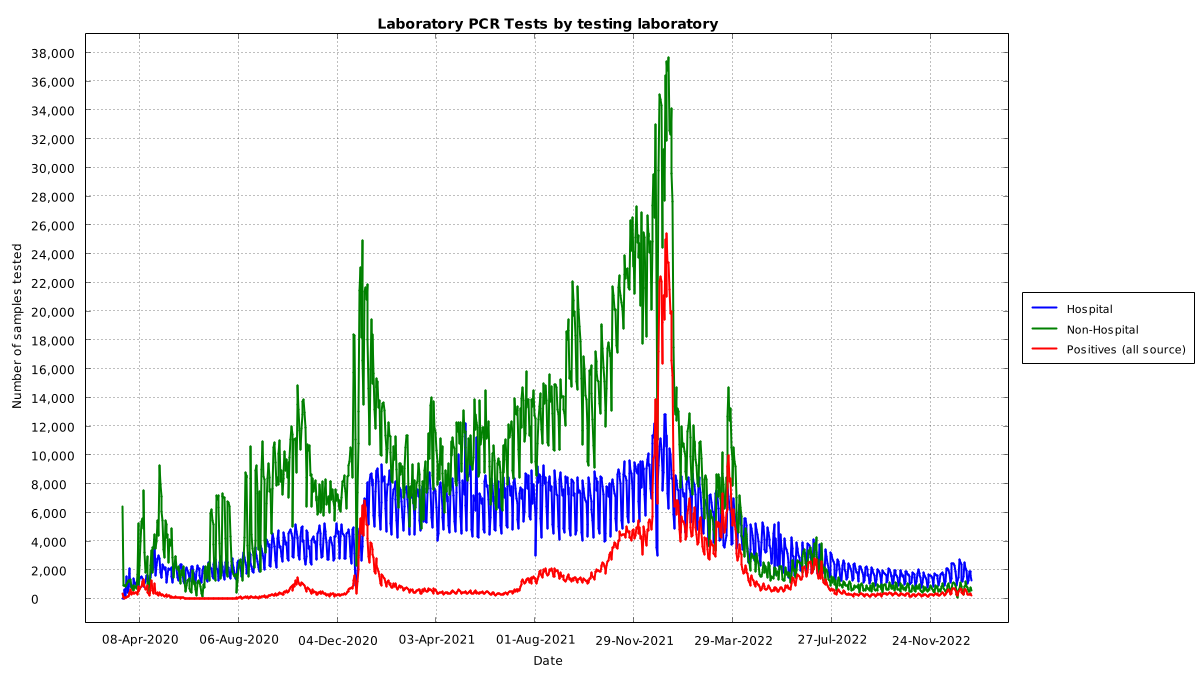 Laboratory PCR Tests by testing laboratory
Number of samples tested
38,000
36,000
34,000
32,000
30,000
28,000
26,000
24,000
22,000
20,000
18,000
16,000
14,000
12,000
10,000
8,000
6,000
4,000
2,000
0
08-Apr-2020 06-Aug-2020 04-Dec-2020 03-Apr-2021 01-Aug-2021 29-Nov-2021 29-Mar-2022 27-Jul-2022 24-Nov-2022
Date
Hospital
Non-Hospital
Positives (all source)